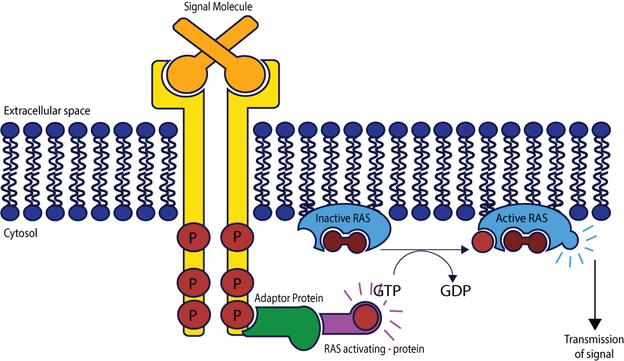 Signal Molecule
Extracellular space
Inactive RAS
Active RAS
Cytosol
P P
P P
P P
GTP
GDP
Adaptor Protein
RAS activating - protein
Transmission
of signal